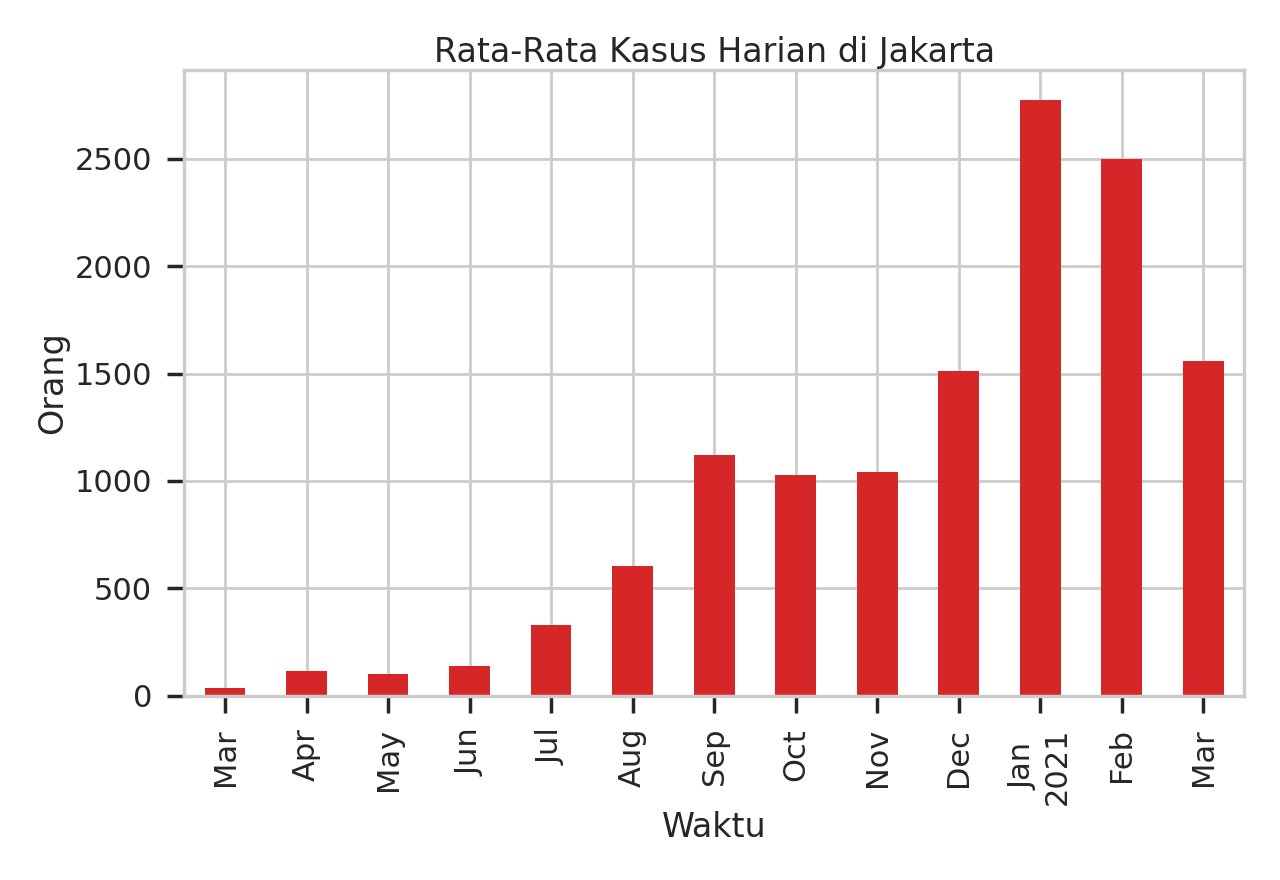 Rata-Rata Kasus Harian di Jakarta
Orang
2500
2000
1500
1000
500
0
Mar
Apr
May
Jun
Jul
Aug
Sep
Oct
Nov
Dec
Jan
2021
Feb
Mar
Waktu